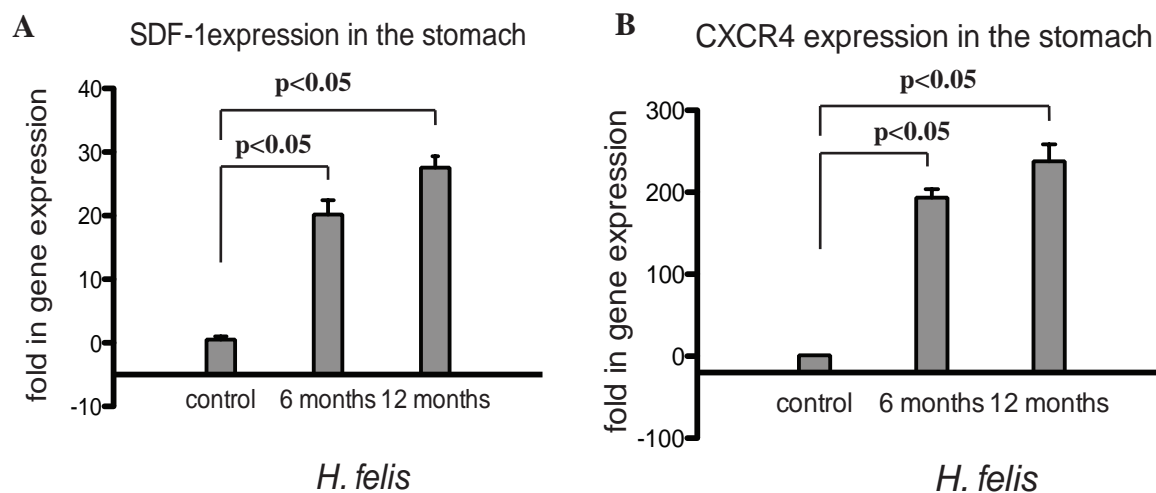 A
SDF-1expression in the stomach
fold in gene expression
40
30
20
10
0
-10
p<0.05
p<0.05
control 6 months 12 months
H. felis
B
CXCR4 expression in the stomach
fold in gene expression
300
200
100
0
-100
p<0.05
p<0.05
control 6 months 12 months
H. felis